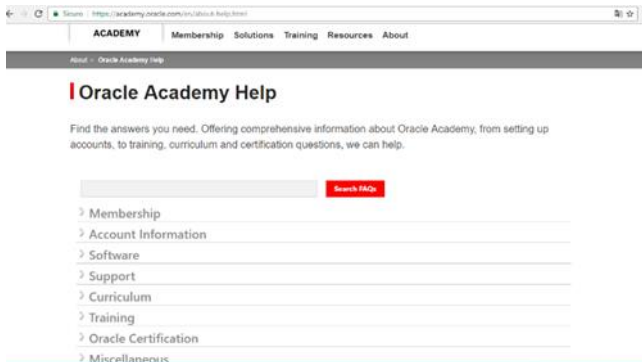 Secure https://academy.oracle.com/en/about-help.html
ACADEMY Membership Solutions Training Resources About
About > Oracle Academy Help
Oracle Academy Help
Find the answers you need. Offering comprehensive information about Oracle Academy, from setting up
accounts, to training, curriculum and certification questions, we can help.
Search FAQs
Membership
Account Information
Software
Support
Curriculum
Training
Oracle Certification
Miscellaneous